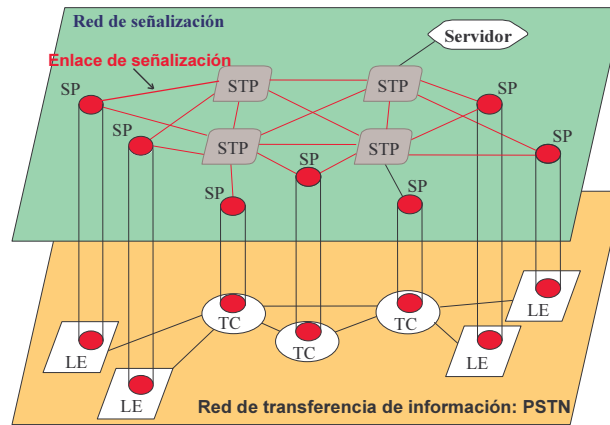 Red de señalización
Servidor
Enlace de señalización
STP
STP
SP
SP
SP
STP
STP
SP
SP
SP
SP
TC
TC
TC
LE
LE
LE
LE
Red de transferencia de información: PSTN